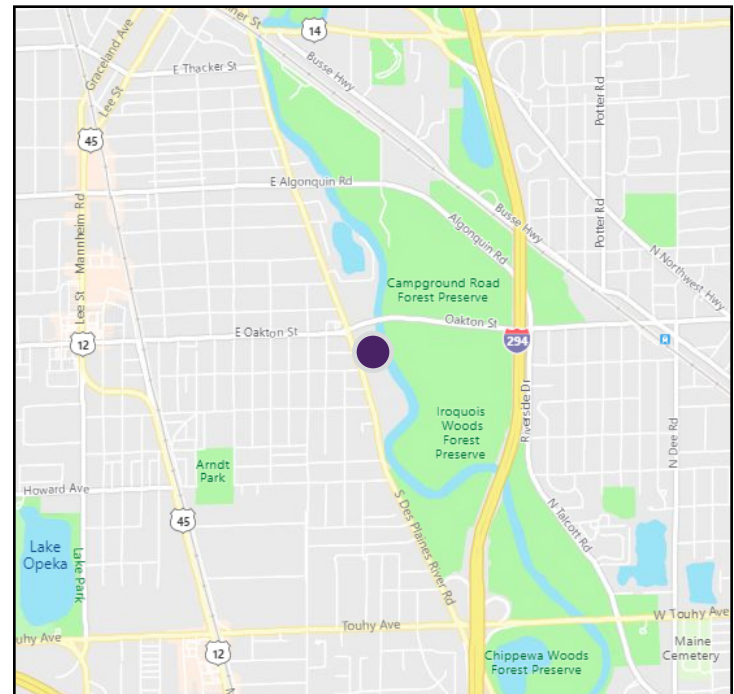 14
Graceland Ave
E Thacker St
Busse Hwy
Lee St
Potter Rd
45
E Algonquin Rd
Mannheim Rd
Algonquin Rd
Busse Hwy
Potter Rd
N Northwest Hwy
Campground Road
Forest Preserve
Lee St
E Oakton St
Oakton St
12
294
Riverside Dr
Iroquois
Woods
Forest
Preserve
N Dee Rd
Arndt
Park
Howard Ave
45
S Des Plaines River Rd
N Talcott Rd
Lake
Opeka
Lake Park
Touhy Ave
W Touhy Ave
uhy Ave
12
Maine
Cemetery
Chippewa Woods
Forest Preserve